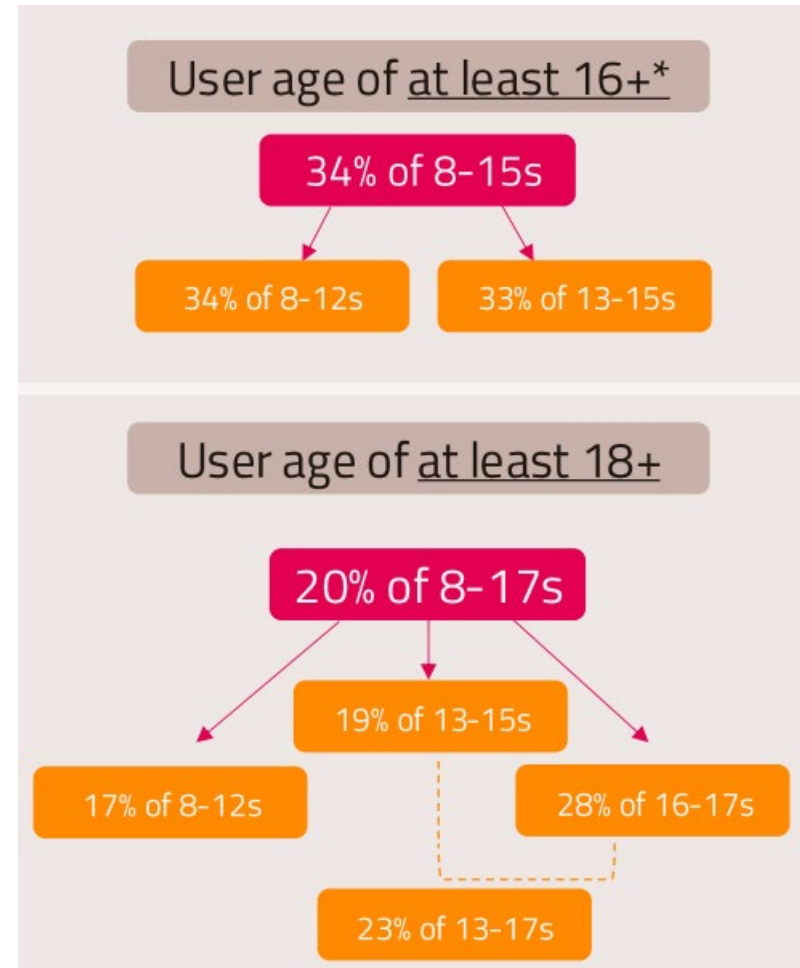 User age of at least 16+*
34% of 8-15s
34% of 8-12s
33% of 13-15s
User age of at least 18+
20% of 8-17s
19% of 13-15s
17% of 8-12s
28% of 16-17s
23% of 13-17s